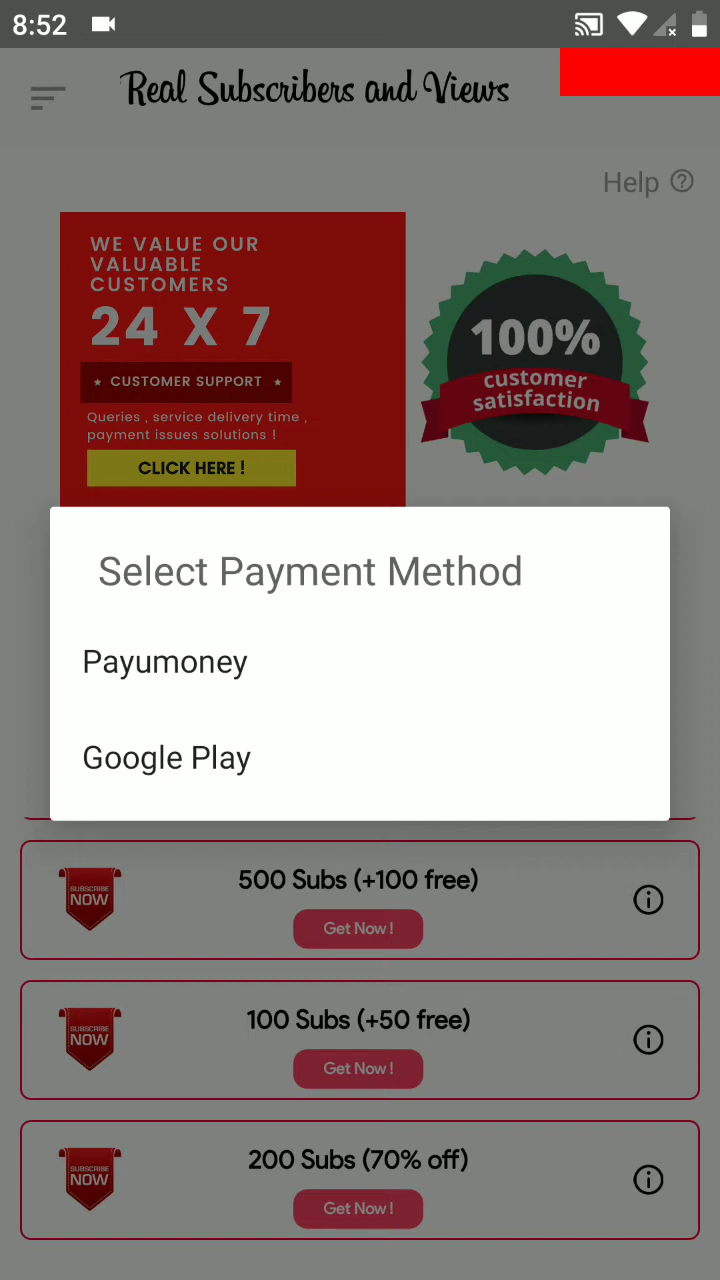 8:52
Real Subscribers and Views
Help
WE VALUE OUR
VALUABLE
CUSTOMERS
24 X 7
CUSTOMER SUPPORT
Queries , service delivery time ,
payment issues solutions !
CLICK HERE !
100%
customer
satisfaction
Select Payment Method
Payumoney
Google Play
SUBSCRIBE
NOW
500 Subs (+100 free)
Get Now !
SUBSCRIBE
NOW
100 Subs (+50 free)
Get Now !
SUBSCRIBE
NOW
200 Subs (70% off)
Get Now !